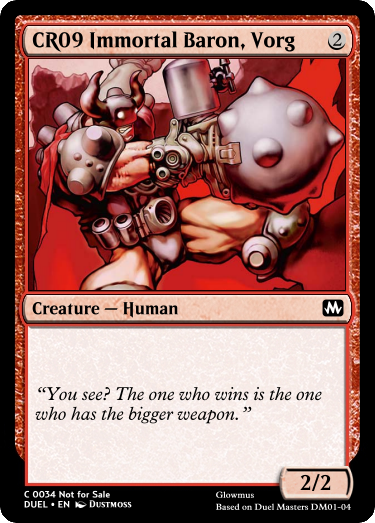 CR09 Immortal Baron, Vorg 2
Creature — Human
M
“You see? The one who wins is the one
who has the bigger weapon.”
2/2
C 0034 Not for Sale
DUEL • EN Dustmoss
Glowmus
Based on Duel Masters DM01-04